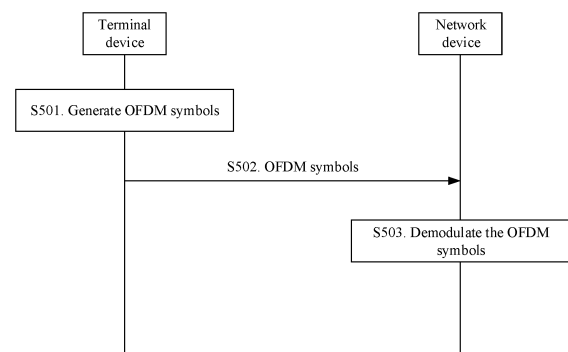 Terminal
device
Network
device
S501. Generate OFDM symbols
S502. OFDM symbols
S503. Demodulate the OFDM
symbols